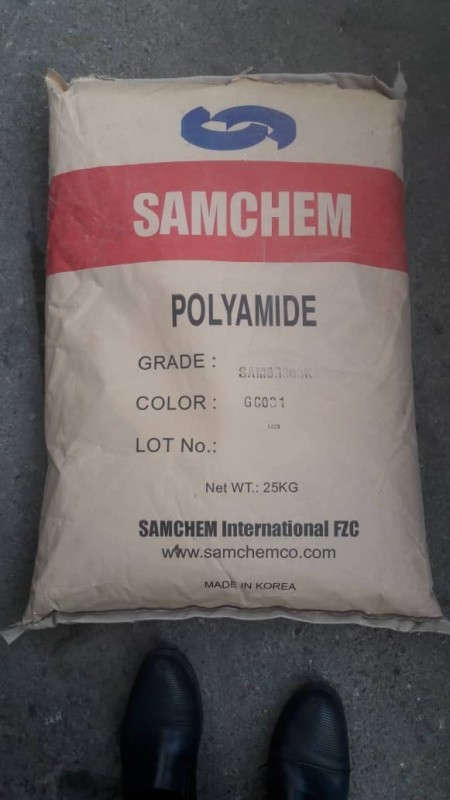 SAMCHEM
POLYAMIDE
GRADE :
COLOR :
LOT No.:
Net WT.: 25KG
SAMCHEM International FZC
www.samchemco.com
MADE IN KOREA